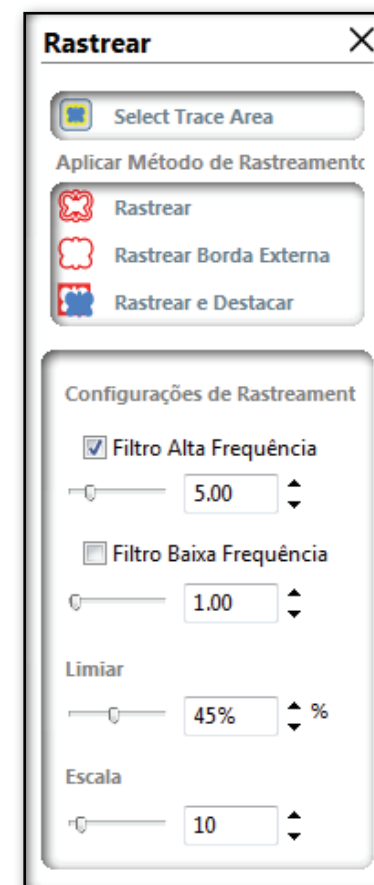 Rastrear
Select Trace Area
Aplicar Método de Rastreamento
Rastrear
Rastrear Borda Externa
Rastrear e Destacar
Configurações de Rastreament
Filtro Alta Frequência
5.00
Filtro Baixa Frequência
1.00
Limiar
45% %
Escala
10